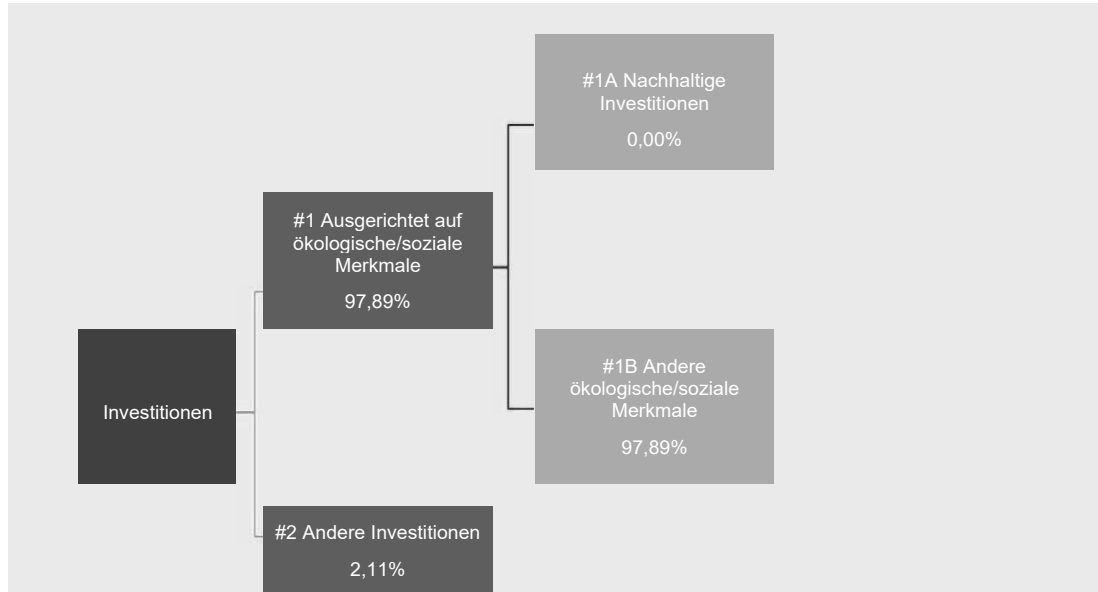 #1A Nachhaltige
Investitionen
0,00%
#1 Ausgerichtet auf
ökologische/soziale
Merkmale
97,89%
#1B Andere
ökologische/soziale
Merkmale
97,89%
Investitionen
#2 Andere Investitionen
2,11%